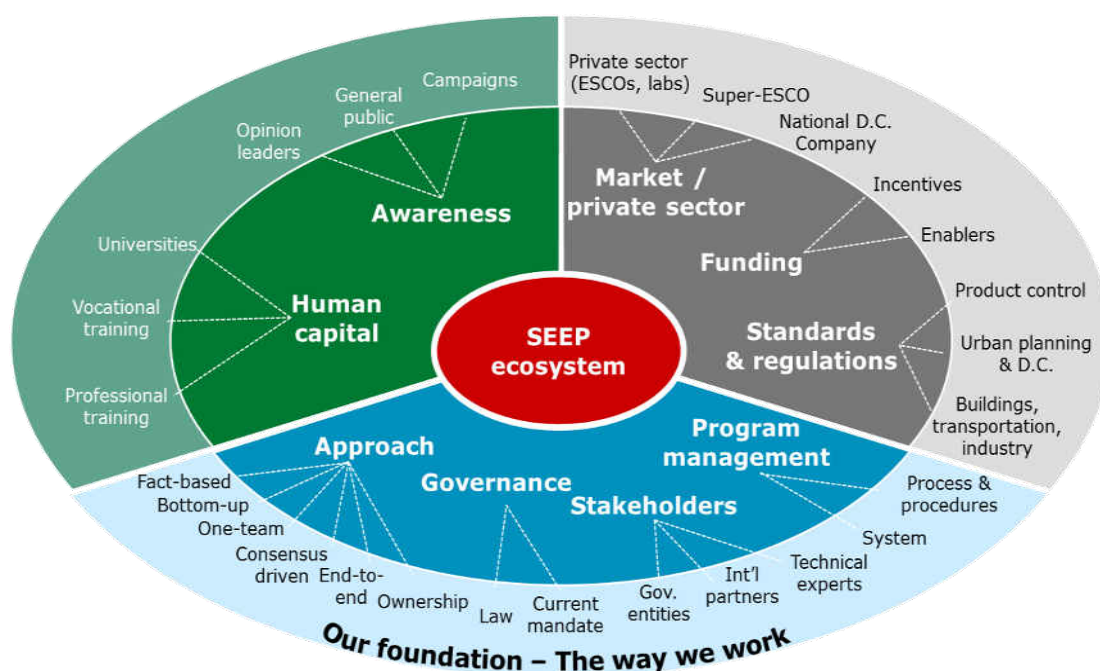 Campaigns
General
public
Opinion
leaders
Awareness
Universities
Vocational
training
Professional
training
Human
capital
Private sector
(ESCOs, labs)
Super-ESCO
National D.C.
Company
Market /
private sector
Incentives
Enablers
Funding
Product control
Urban planning
& D.C.
Buildings,
transportation,
industry
Standards
& regulations
SEEP
ecosystem
Approach
Fact-based
Bottom-up
One-team
Consensus
driven
End-to-
end
Ownership
Governance
Law
Current
mandate
Stakeholders
Gov.
entities
Int'l
partners
Technical
experts
Program
management
System
Process &
procedures
Our foundation – The way we work